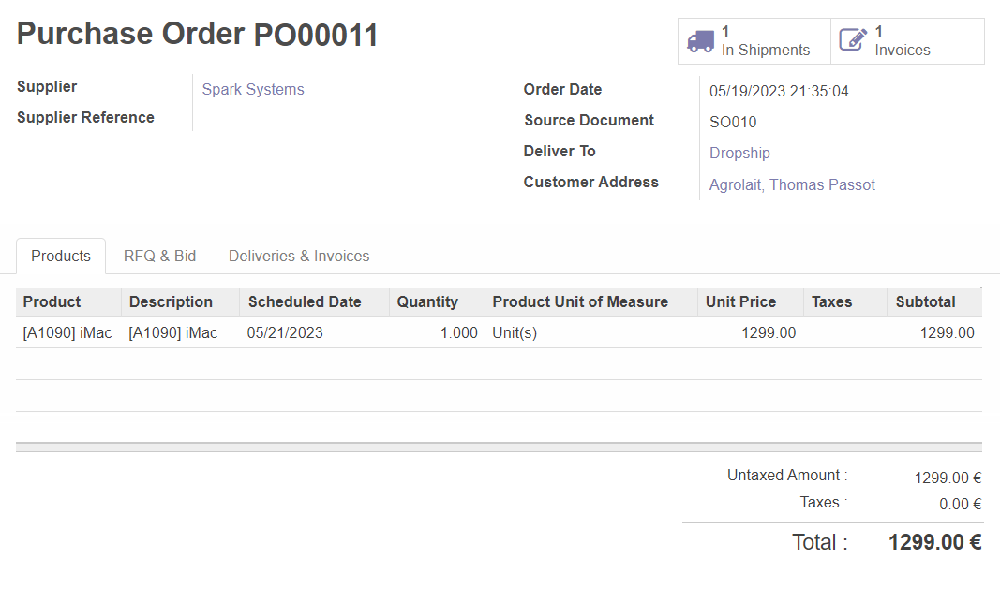 Purchase Order PO00011
1 In Shipments
1 Invoices
Supplier Spark Systems
Supplier Reference
Order Date 05/19/2023 21:35:04
Source Document SO010
Deliver To Dropship
Customer Address Agrolait, Thomas Passot
Products RFQ & Bid Deliveries & Invoices
Product Description Scheduled Date Quantity Product Unit of Measure Unit Price Taxes Subtotal
[A1090] iMac [A1090] iMac 05/21/2023 1.000 Unit(s) 1299.00 1299.00
Untaxed Amount : 1299.00 €
Taxes : 0.00 €
Total : 1299.00 €